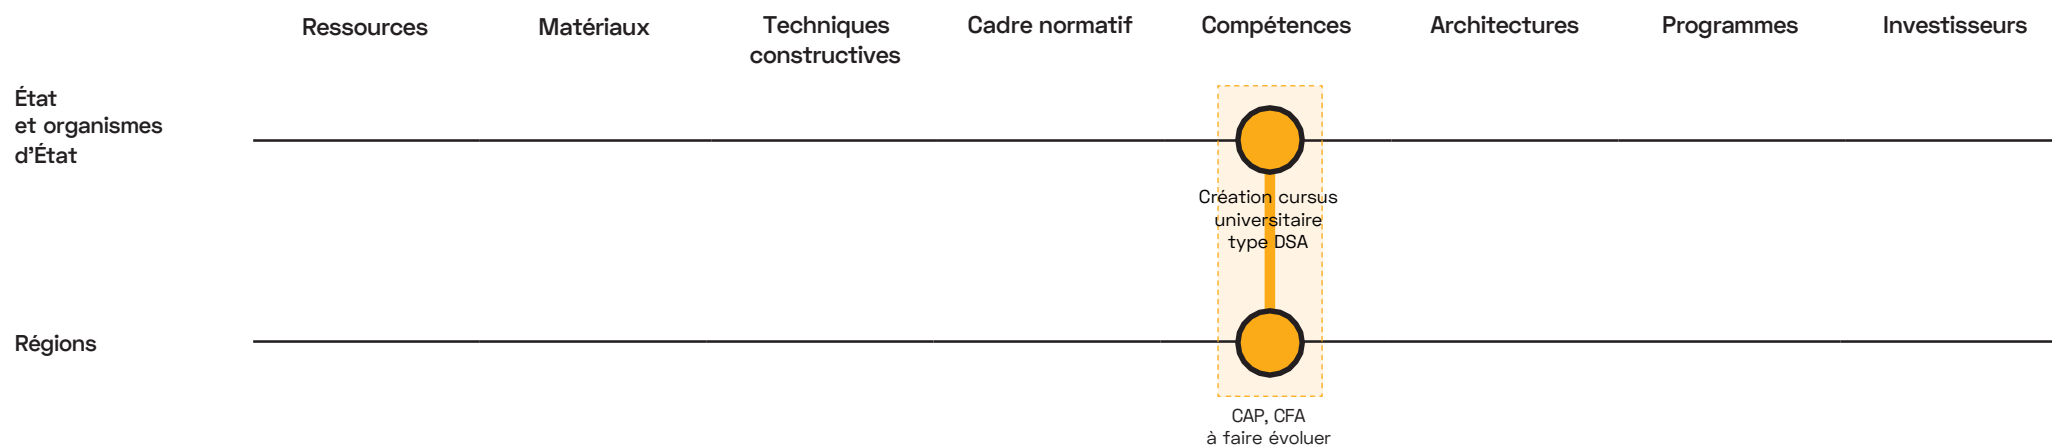 Ressources
Matériaux
Techniques
constructives
Cadre normatif
Compétences
Architectures
Programmes
Investisseurs
État
et organismes
d'État
Création cursus
universitaire
type DSA
Régions
CAP, CFA
à faire évoluer